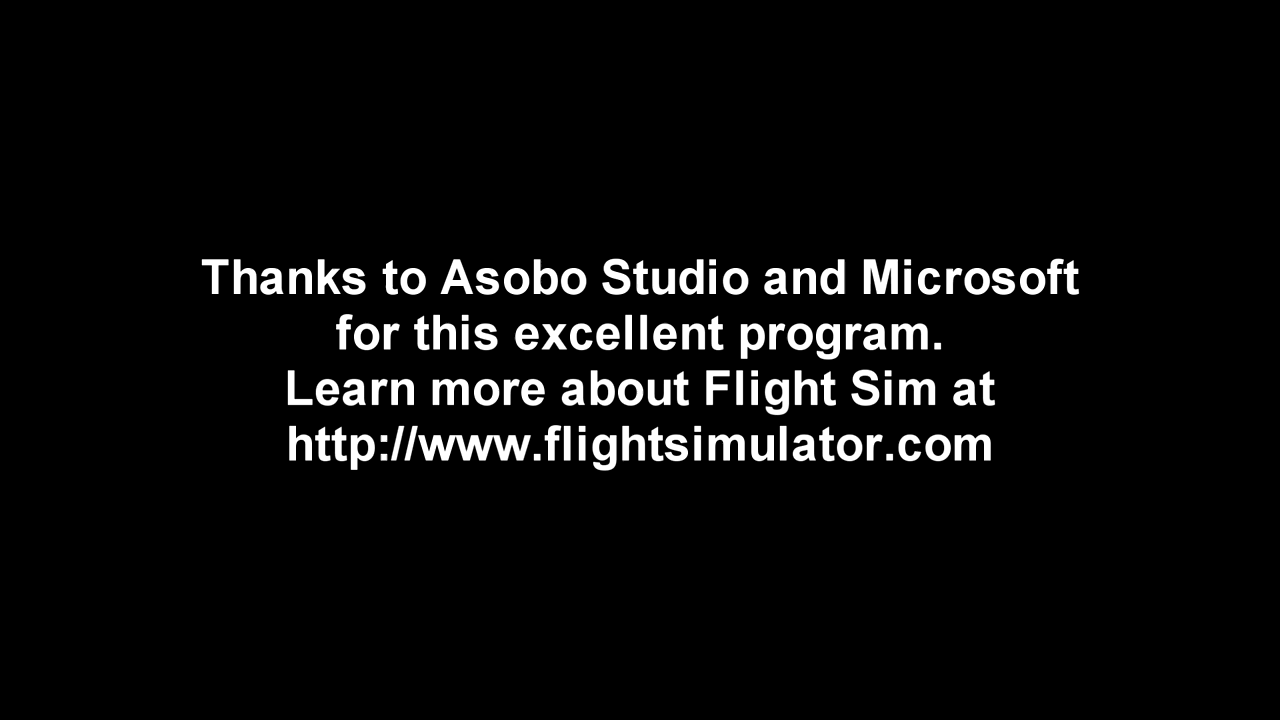 Thanks to Asobo Studio and Microsoft
for this excellent program.
Learn more about Flight Sim at
http://www.flightsimulator.com